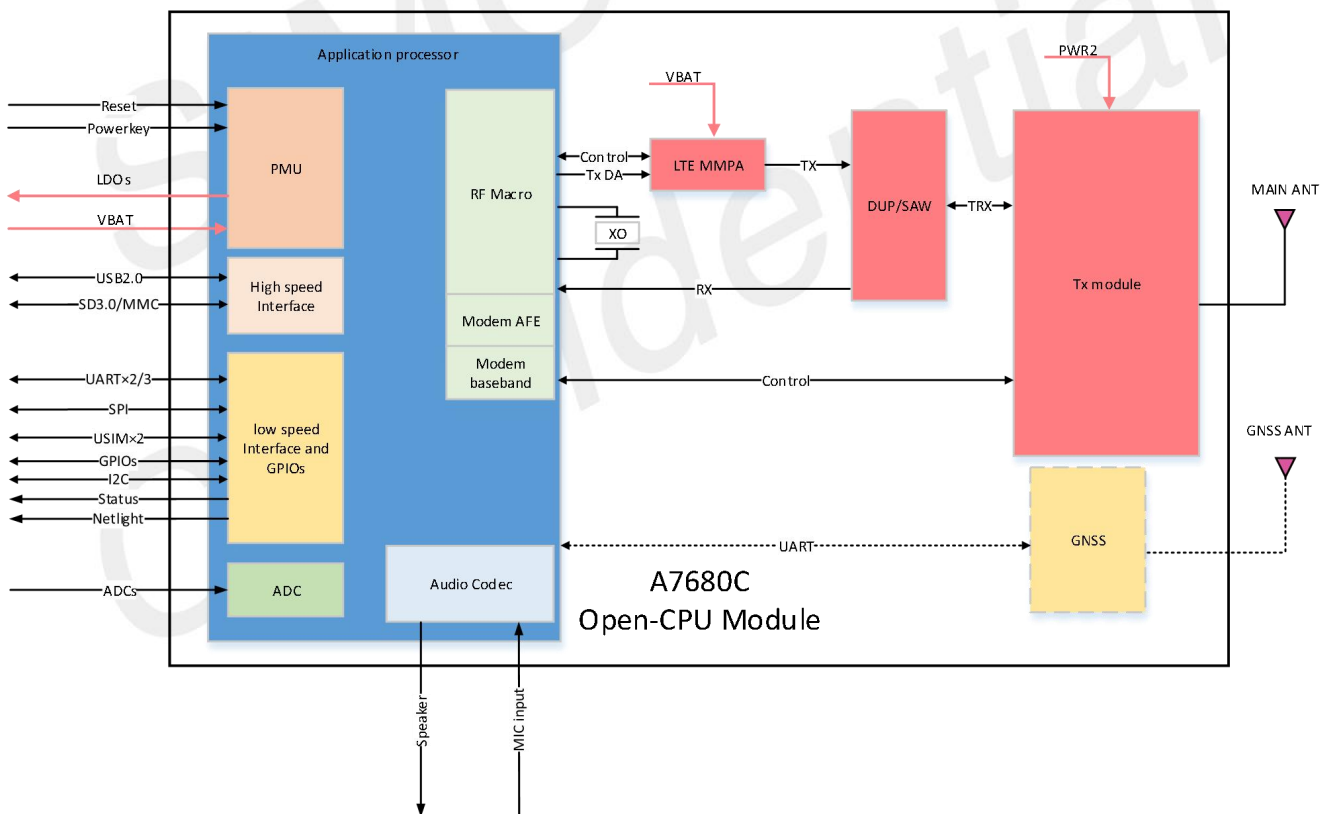 Application processor
PWR2
VBAT
Reset
Powerkey
LDOs
VBAT
PMU
RF Macro
Control
Tx DA
LTE MMPA
TX
DUP/SAW
TRX
Tx module
MAIN ANT
XO
USB2.0
SD3.0/MMC
High speed
Interface
RX
Modem AFE
Modem
baseband
Control
UART×2/3
SPI
USIM×2
GPIOs
I2C
Status
Netlight
low speed
Interface and
GPIOs
GNSS ANT
UART
GNSS
ADCs
ADC
Audio Codec
A7680C
Open-CPU Module
Speaker
MIC input